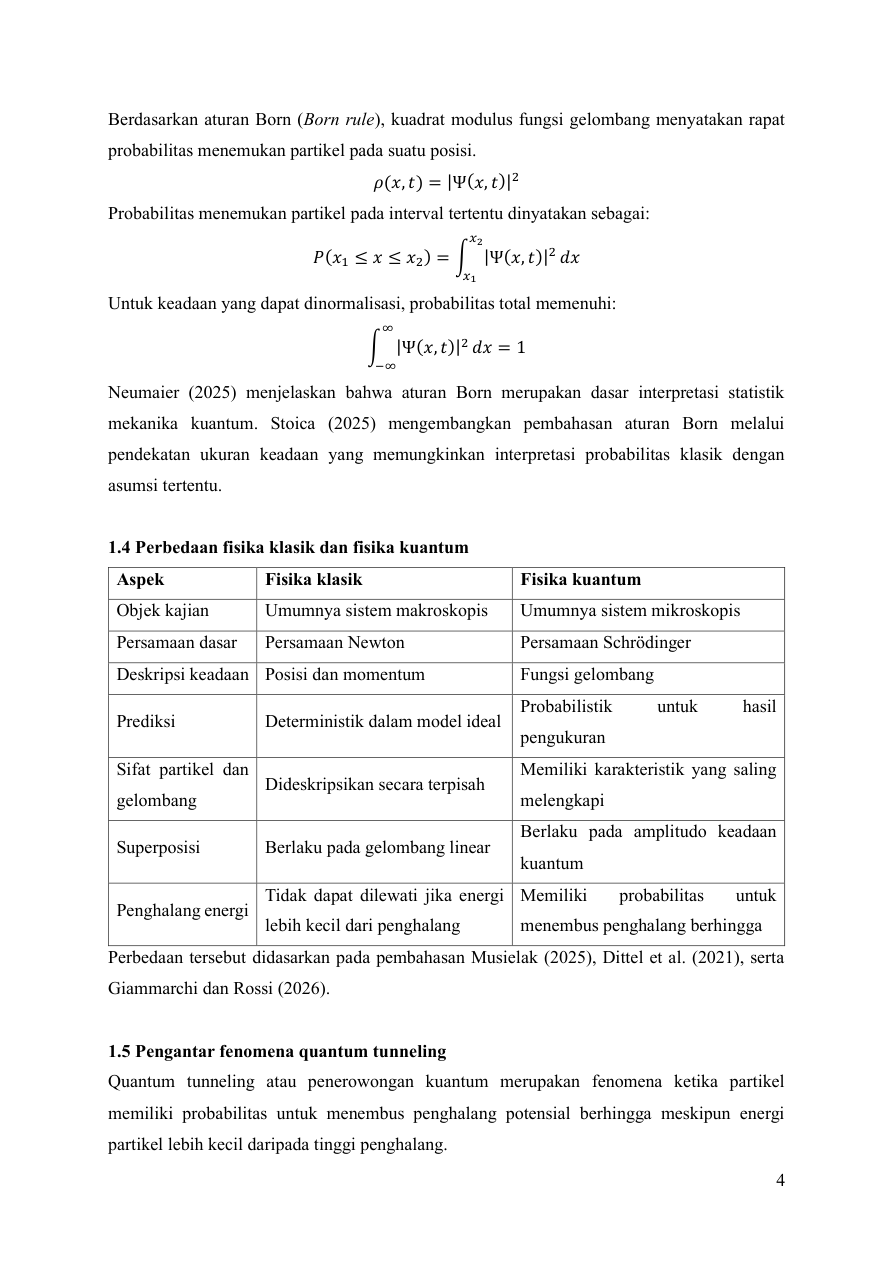 Berdasarkan aturan Born (Born rule), kuadrat modulus fungsi gelombang menyatakan rapat
probabilitas menemukan partikel pada suatu posisi.
ρ(x, t) = |Ψ(x, t)|²
Probabilitas menemukan partikel pada interval tertentu dinyatakan sebagai:
P(x₁ ≤ x ≤ x₂) = ∫_{x₁}^{x₂} |Ψ(x, t)|² dx
Untuk keadaan yang dapat dinormalisasi, probabilitas total memenuhi:
∫_{−∞}^{∞} |Ψ(x, t)|² dx = 1
Neumaier (2025) menjelaskan bahwa aturan Born merupakan dasar interpretasi statistik
mekanika kuantum. Stoica (2025) mengembangkan pembahasan aturan Born melalui
pendekatan ukuran keadaan yang memungkinkan interpretasi probabilitas klasik dengan
asumsi tertentu.
1.4 Perbedaan fisika klasik dan fisika kuantum
Aspek Fisika klasik Fisika kuantum
Objek kajian Umumnya sistem makroskopis Umumnya sistem mikroskopis
Persamaan dasar Persamaan Newton Persamaan Schrödinger
Deskripsi keadaan Posisi dan momentum Fungsi gelombang
Prediksi Deterministik dalam model ideal Probabilistik untuk hasil
pengukuran
Sifat partikel dan
gelombang Dideskripsikan secara terpisah Memiliki karakteristik yang saling
melengkapi
Superposisi Berlaku pada gelombang linear Berlaku pada amplitudo keadaan
kuantum
Penghalang energi Tidak dapat dilewati jika energi
lebih kecil dari penghalang Memiliki probabilitas untuk
menembus penghalang berhingga
Perbedaan tersebut didasarkan pada pembahasan Musielak (2025), Dittel et al. (2021), serta
Giammarchi dan Rossi (2026).
1.5 Pengantar fenomena quantum tunneling
Quantum tunneling atau penerowongan kuantum merupakan fenomena ketika partikel
memiliki probabilitas untuk menembus penghalang potensial berhingga meskipun energi
partikel lebih kecil daripada tinggi penghalang.
4